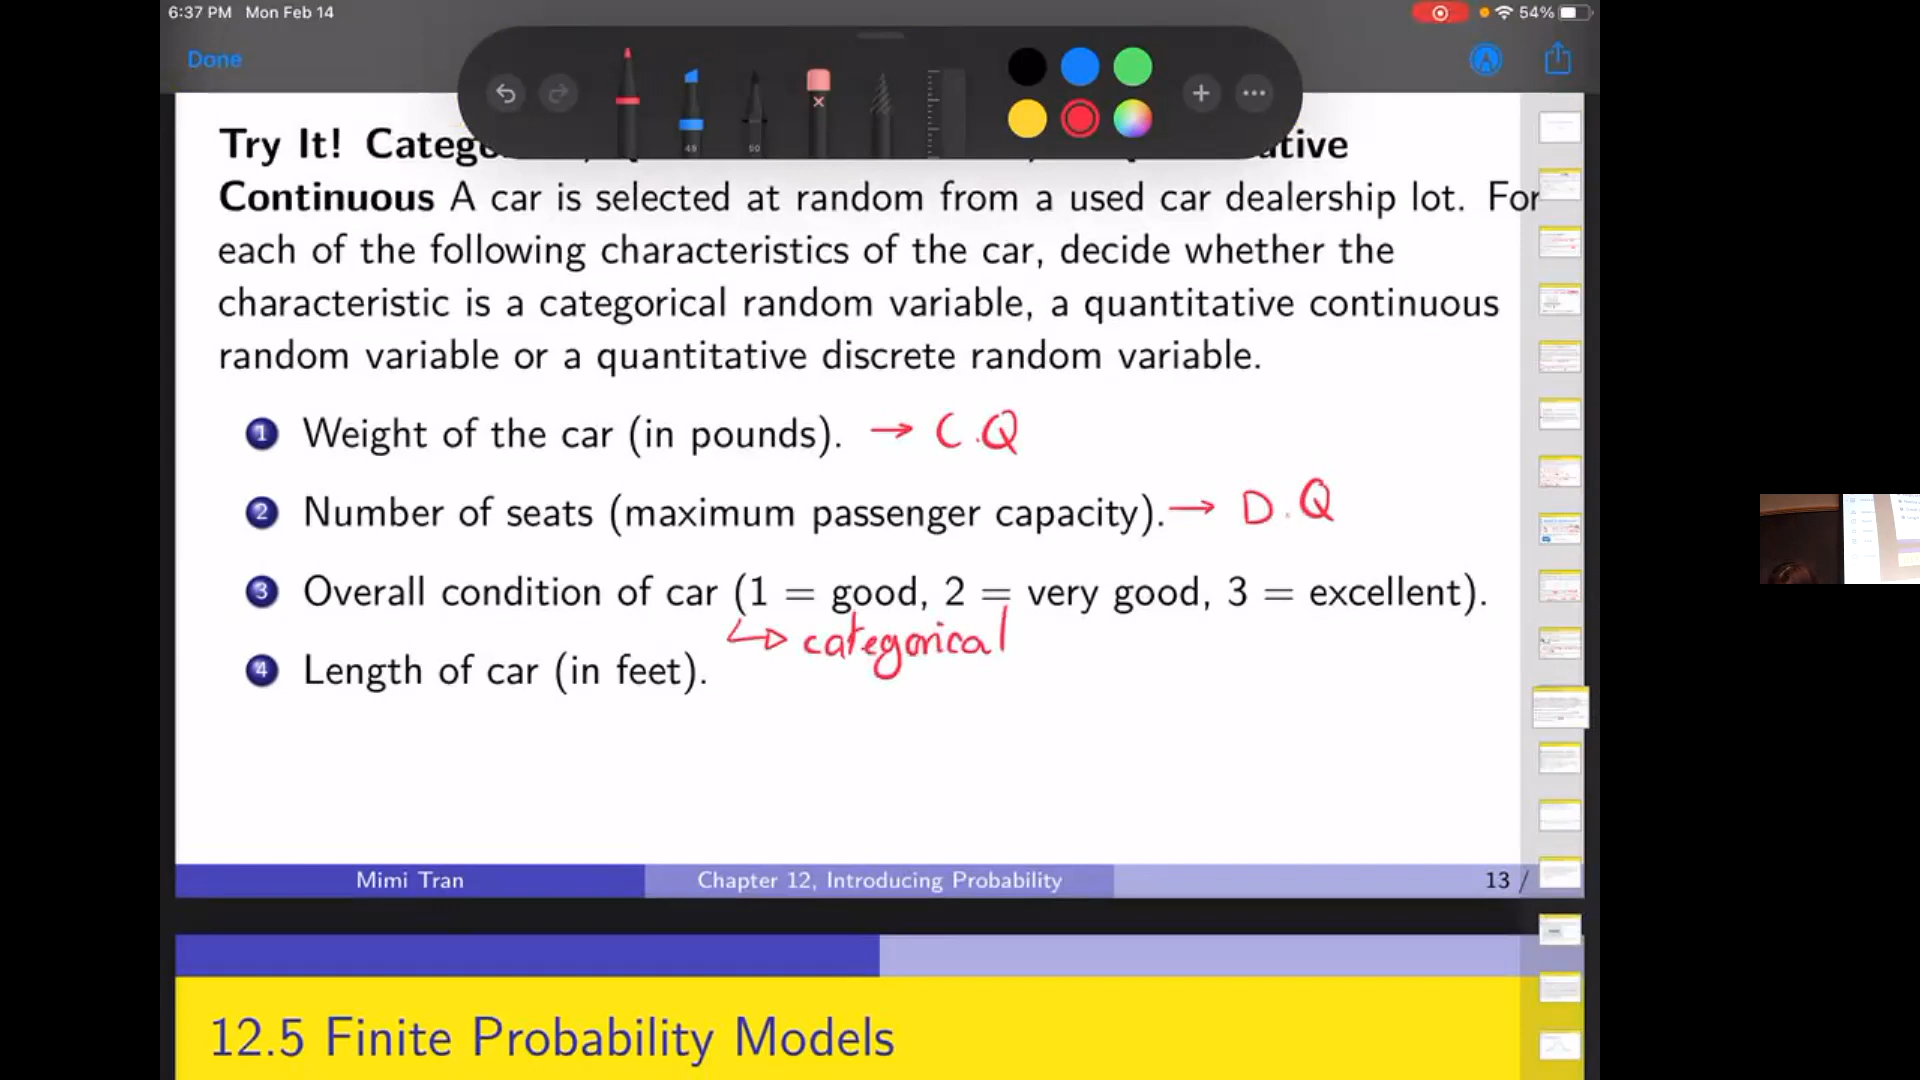 6:37 PM Mon Feb 14
54%
Done
49
90
Try It! Categ
ative
Continuous A car is selected at random from a used car dealership lot. For
each of the following characteristics of the car, decide whether the
characteristic is a categorical random variable, a quantitative continuous
random variable or a quantitative discrete random variable.
1 Weight of the car (in pounds). → C.Q
2 Number of seats (maximum passenger capacity). → D.Q
3 Overall condition of car (1 = good, 2 = very good, 3 = excellent).
categorical
4 Length of car (in feet).
Mimi Tran Chapter 12, Introducing Probability 13 /
12.5 Finite Probability Models